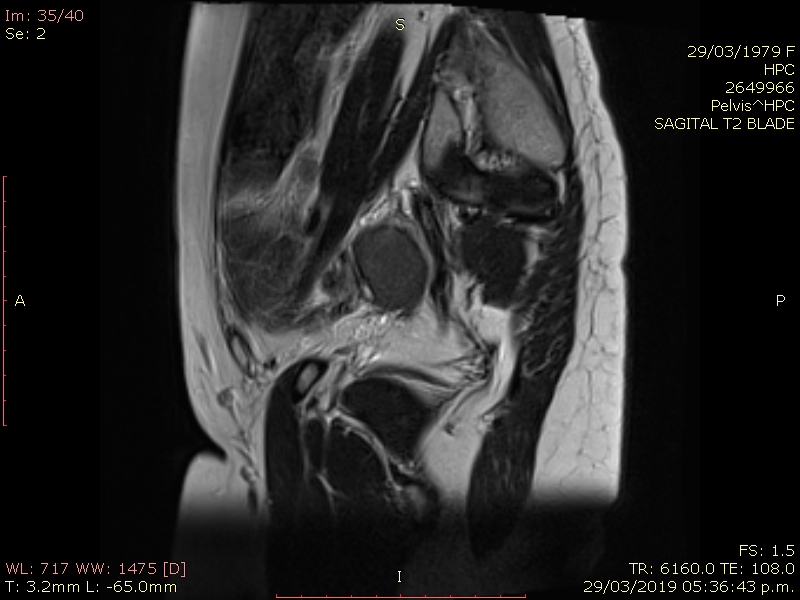 Im: 35/40
Se: 2
S
29/03/1979 F
HPC
2649966
Pelvis^HPC
SAGITAL T2 BLADE
A
P
WL: 717 WW: 1475 [D]
T: 3.2mm L: -65.0mm
I
FS: 1.5
TR: 6160.0 TE: 108.0
29/03/2019 05:36:43 p.m.